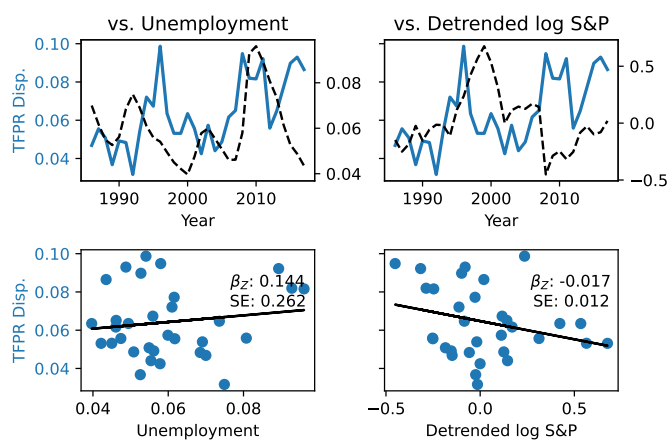 vs. Unemployment
vs. Detrended log S&P
TFPR Disp.
0.10
0.08
0.06
0.04
0.08
0.06
0.04
0.5
0.0
−0.5
1990
2000
2010
1990
2000
2010
Year
Year
TFPR Disp.
0.10
0.08
0.06
0.04
βZ: 0.144
SE: 0.262
βZ: -0.017
SE: 0.012
0.04
0.06
0.08
−0.5
0.0
0.5
Unemployment
Detrended log S&P